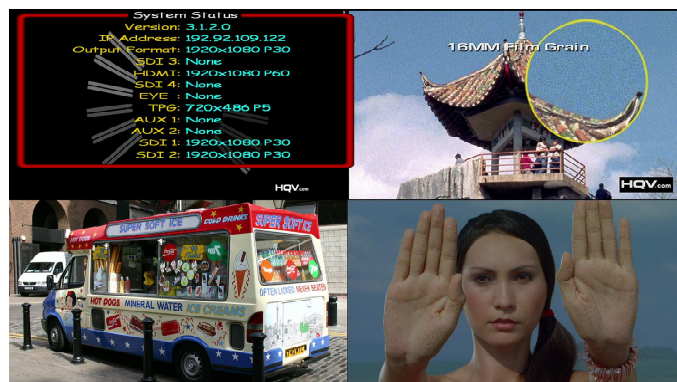 System Status
Version: 3.1.2.0
IP Address: 192.92.109.122
Output Format: 1920x1080 P30
SDI 3: None
HDMI: 1920x1080 P60
SDI 4: None
EYE : None
TPG: 720x486 P5
AUX 1: None
AUX 2: None
SDI 1: 1920x1080 P30
SDI 2: 1920x1080 P30
HQV.com
16MM Film Grain
HQV.com
HOT DOGS
SUPER SOFT ICE
COLD DRINKS
SUPER SOFT ICE
OFTEN LICKED NEVER BEATEN
HOT DOGS MINERAL WATER ICE CREAMS